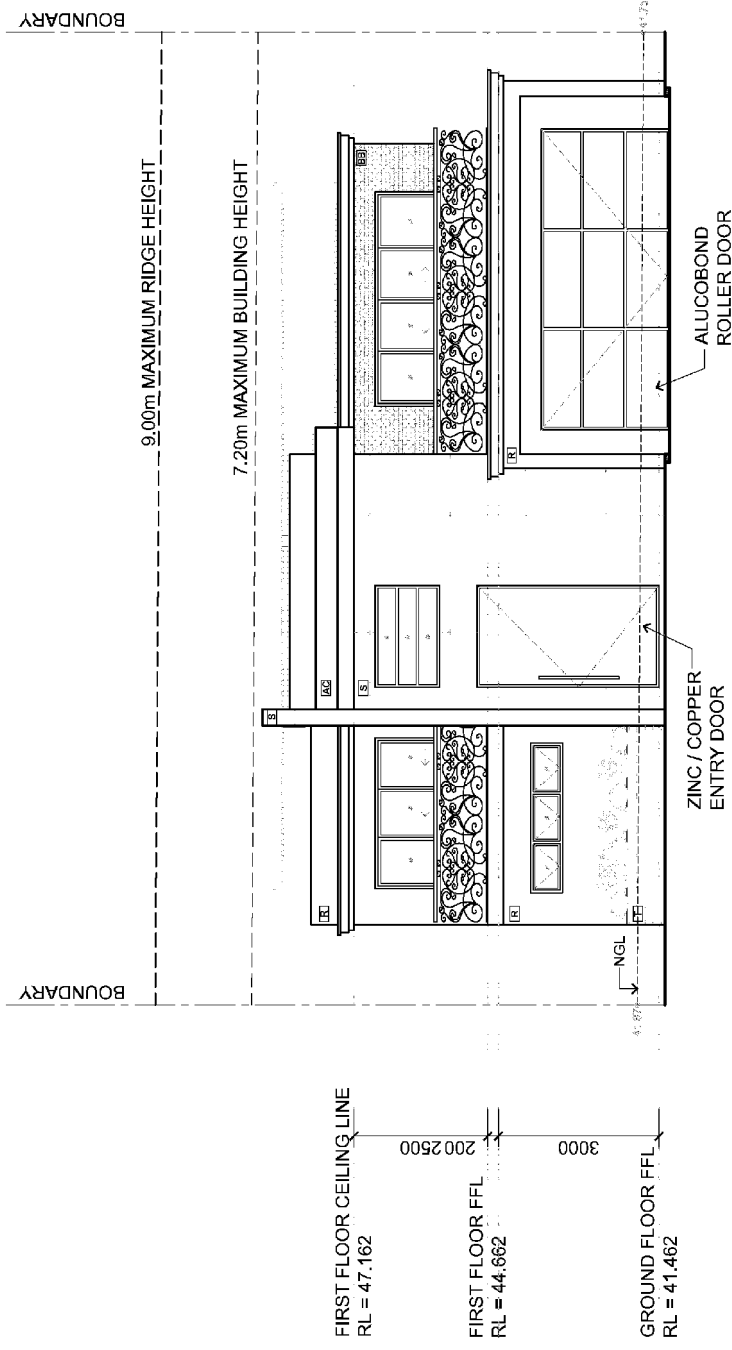 BOUNDARY
BOUNDARY
9.00m MAXIMUM RIDGE HEIGHT
7.20m MAXIMUM BUILDING HEIGHT
S
AC
BB
R
S
R
R
FIRST FLOOR CEILING LINE
RL = 47.162
2500
200
FIRST FLOOR FFL
RL = 44.662
3000
GROUND FLOOR FFL
RL = 41.462
NGL
ZINC / COPPER
ENTRY DOOR
ALUCOBOND
ROLLER DOOR